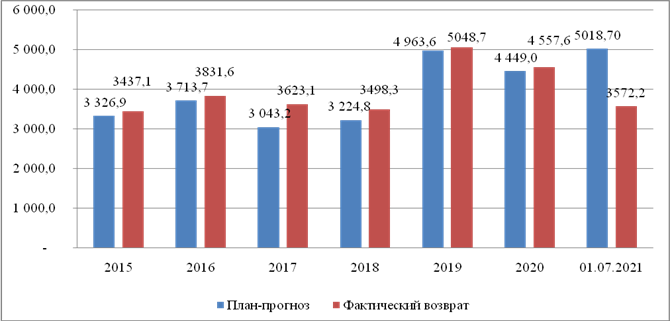 6 000,0
5 000,0
4 000,0
3 000,0
2 000,0
1 000,0
-
3 326,9 3437,1
3 713,7 3831,6
3 043,2 3623,1
3 224,8 3498,3
4 963,6 5048,7
4 449,0 4 557,6
5018,70 3572,2
2015 2016 2017 2018 2019 2020 01.07.2021
План-прогноз Фактический возврат